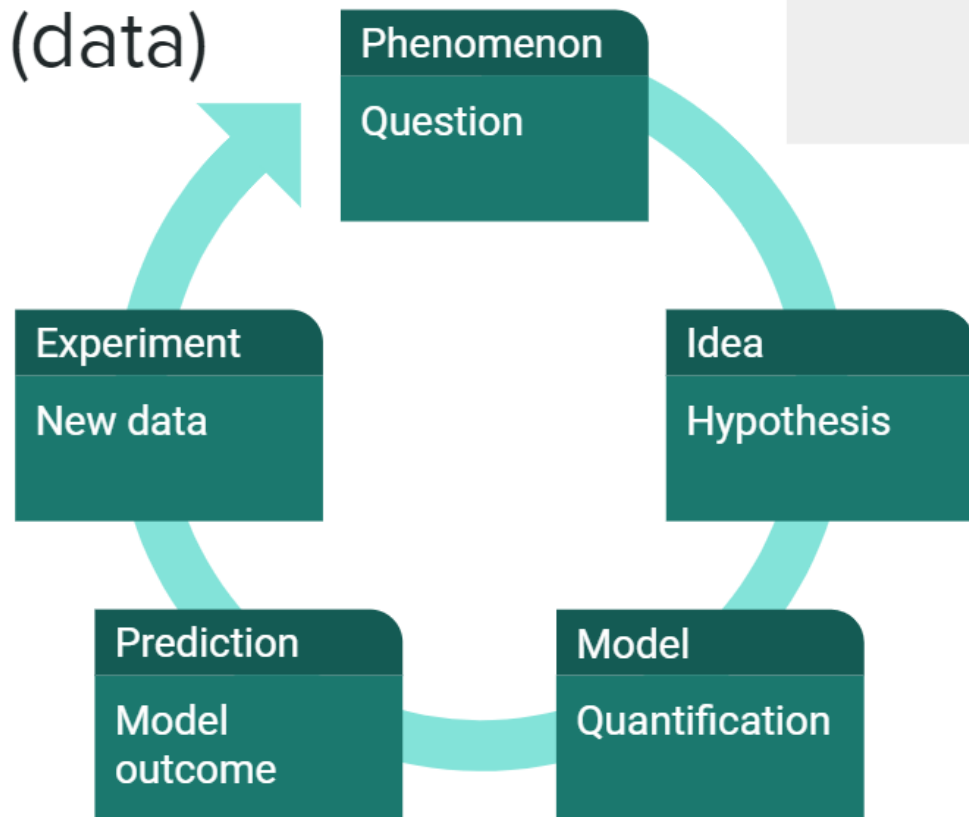 (data)
Phenomenon
Question
Idea
Hypothesis
Model
Quantification
Prediction
Model
outcome
Experiment
New data